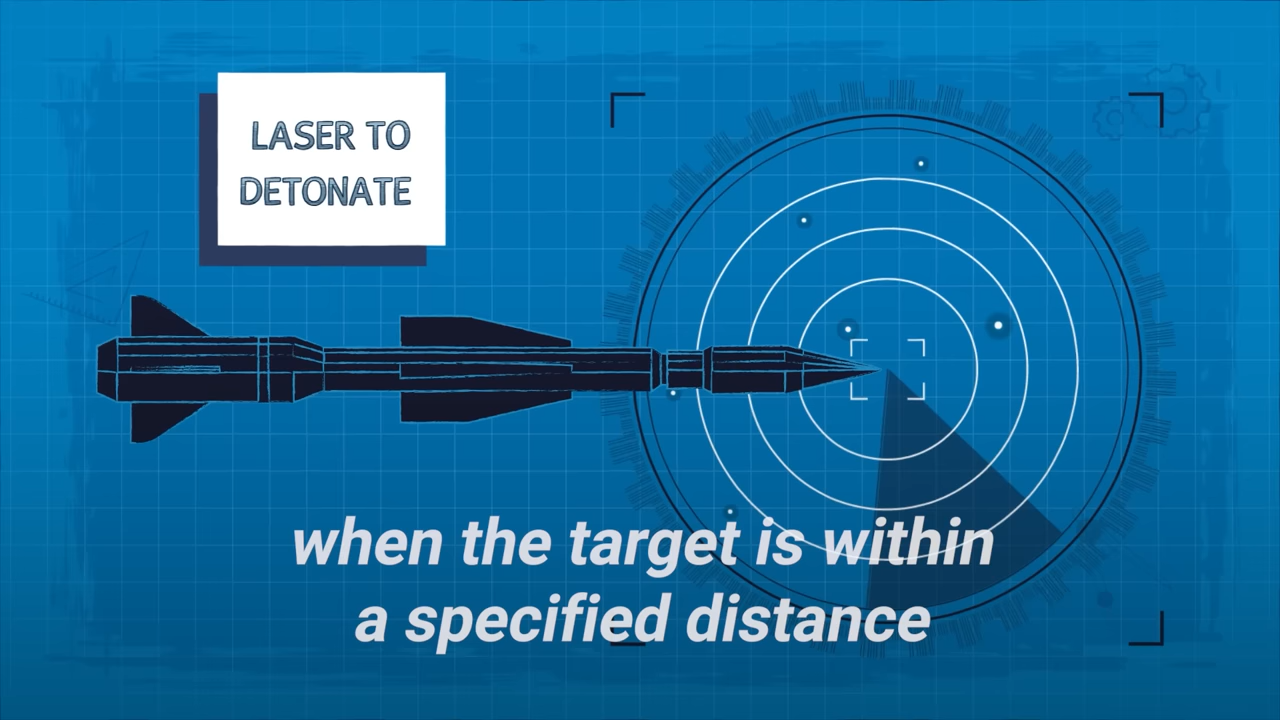 LASER TO
DETONATE
when the target is within
a specified distance